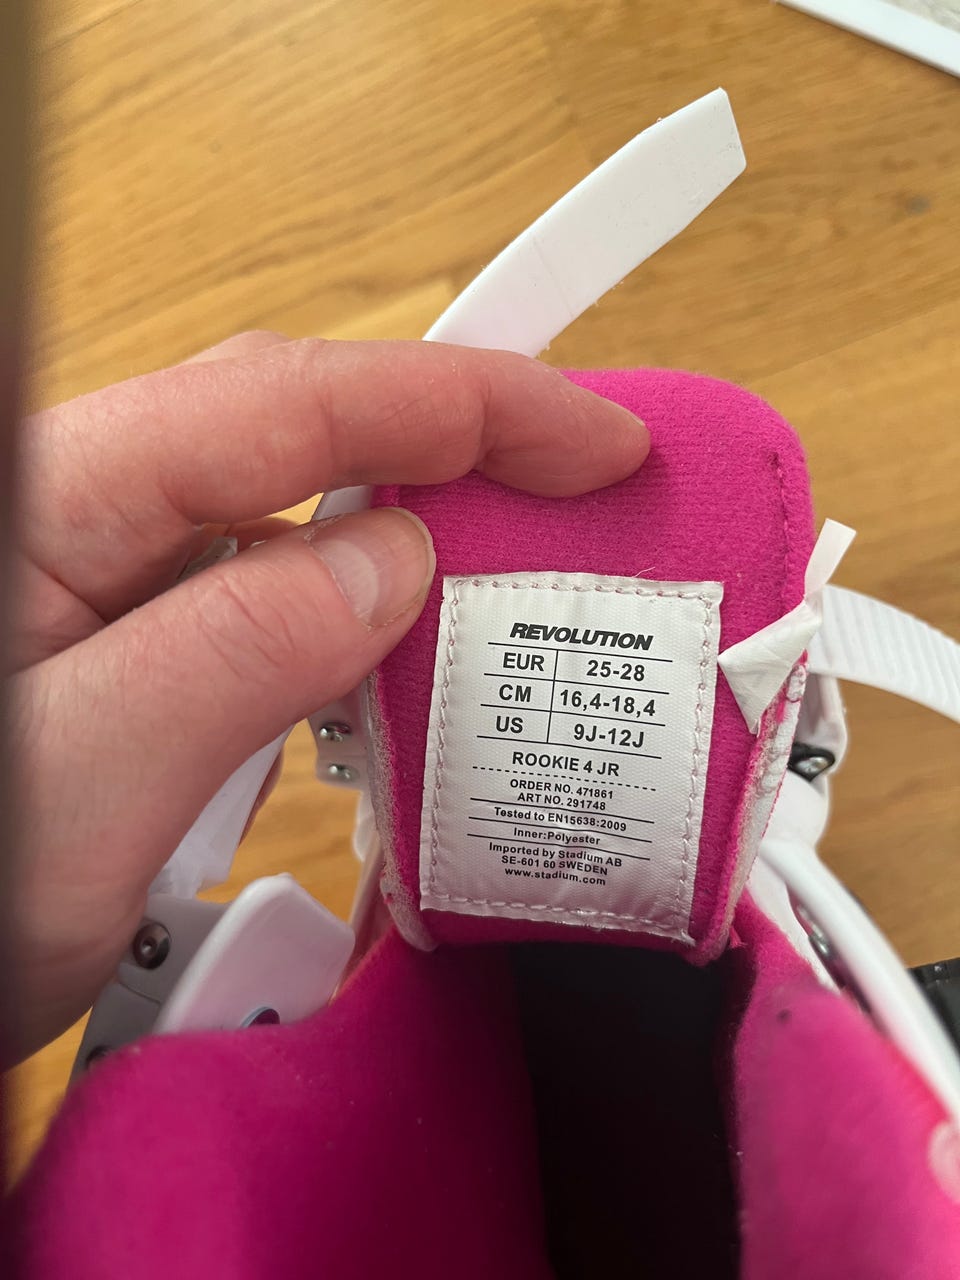 REVOLUTION
EUR 25-28
CM 16,4-18,4
US 9J-12J
ROOKIE 4 JR
ORDER NO. 471861
ART NO. 291748
Tested to EN15638:2009
Inner:Polyester
Imported by Stadium AB
SE-601 60 SWEDEN
www.stadium.com